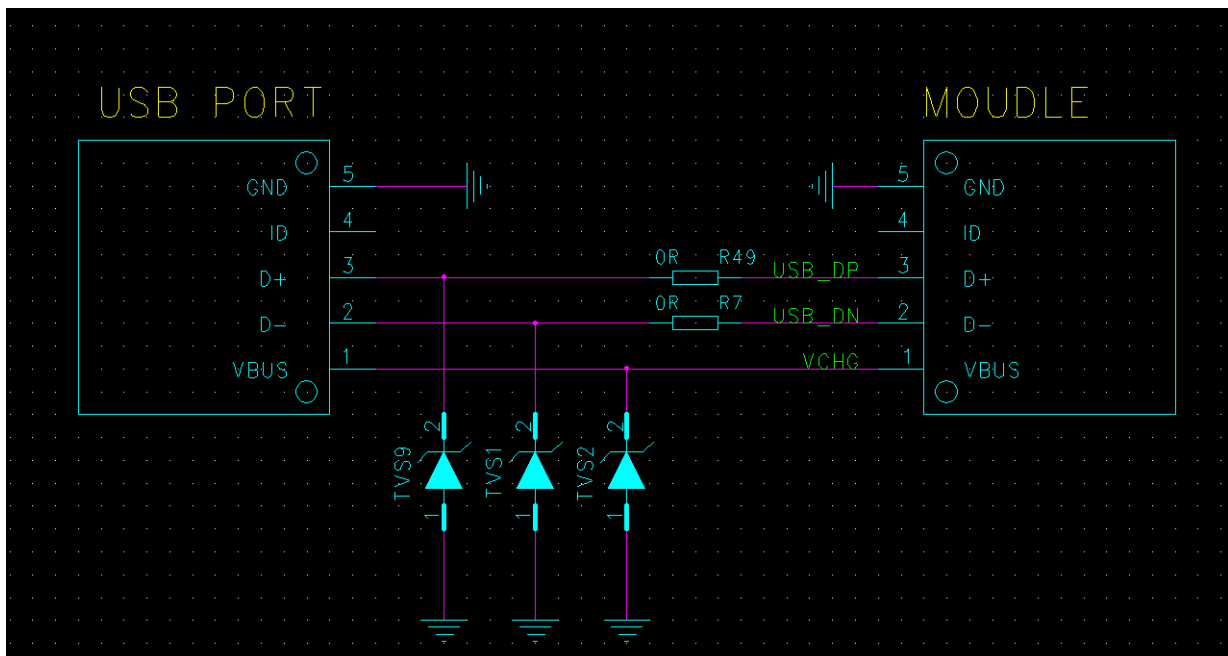 USB PORT
MOUDLE
GND 5
5 GND
ID 4
4 ID
0R R49
D+ 3
USB_DP 3 D+
0R R7
D- 2
USB_DN 2 D-
VBUS 1
VCHG 1 VBUS
2 2 2
TVS9 TVS1 TVS2
1 1 1